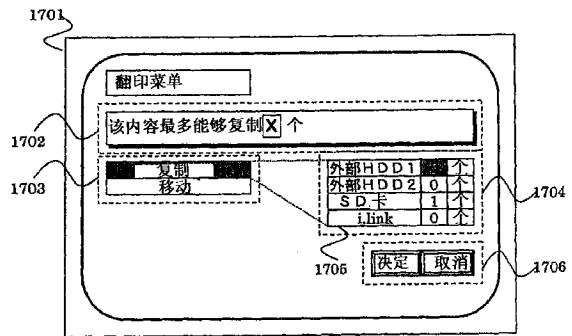 1701
翻印菜单
1702
该内容最多能够复制X 个
1703
复制
移动
外部HDD1 个
外部HDD2 0 个
SD卡 1 个
i.link 0 个
1704
1705
决定 取消
1706